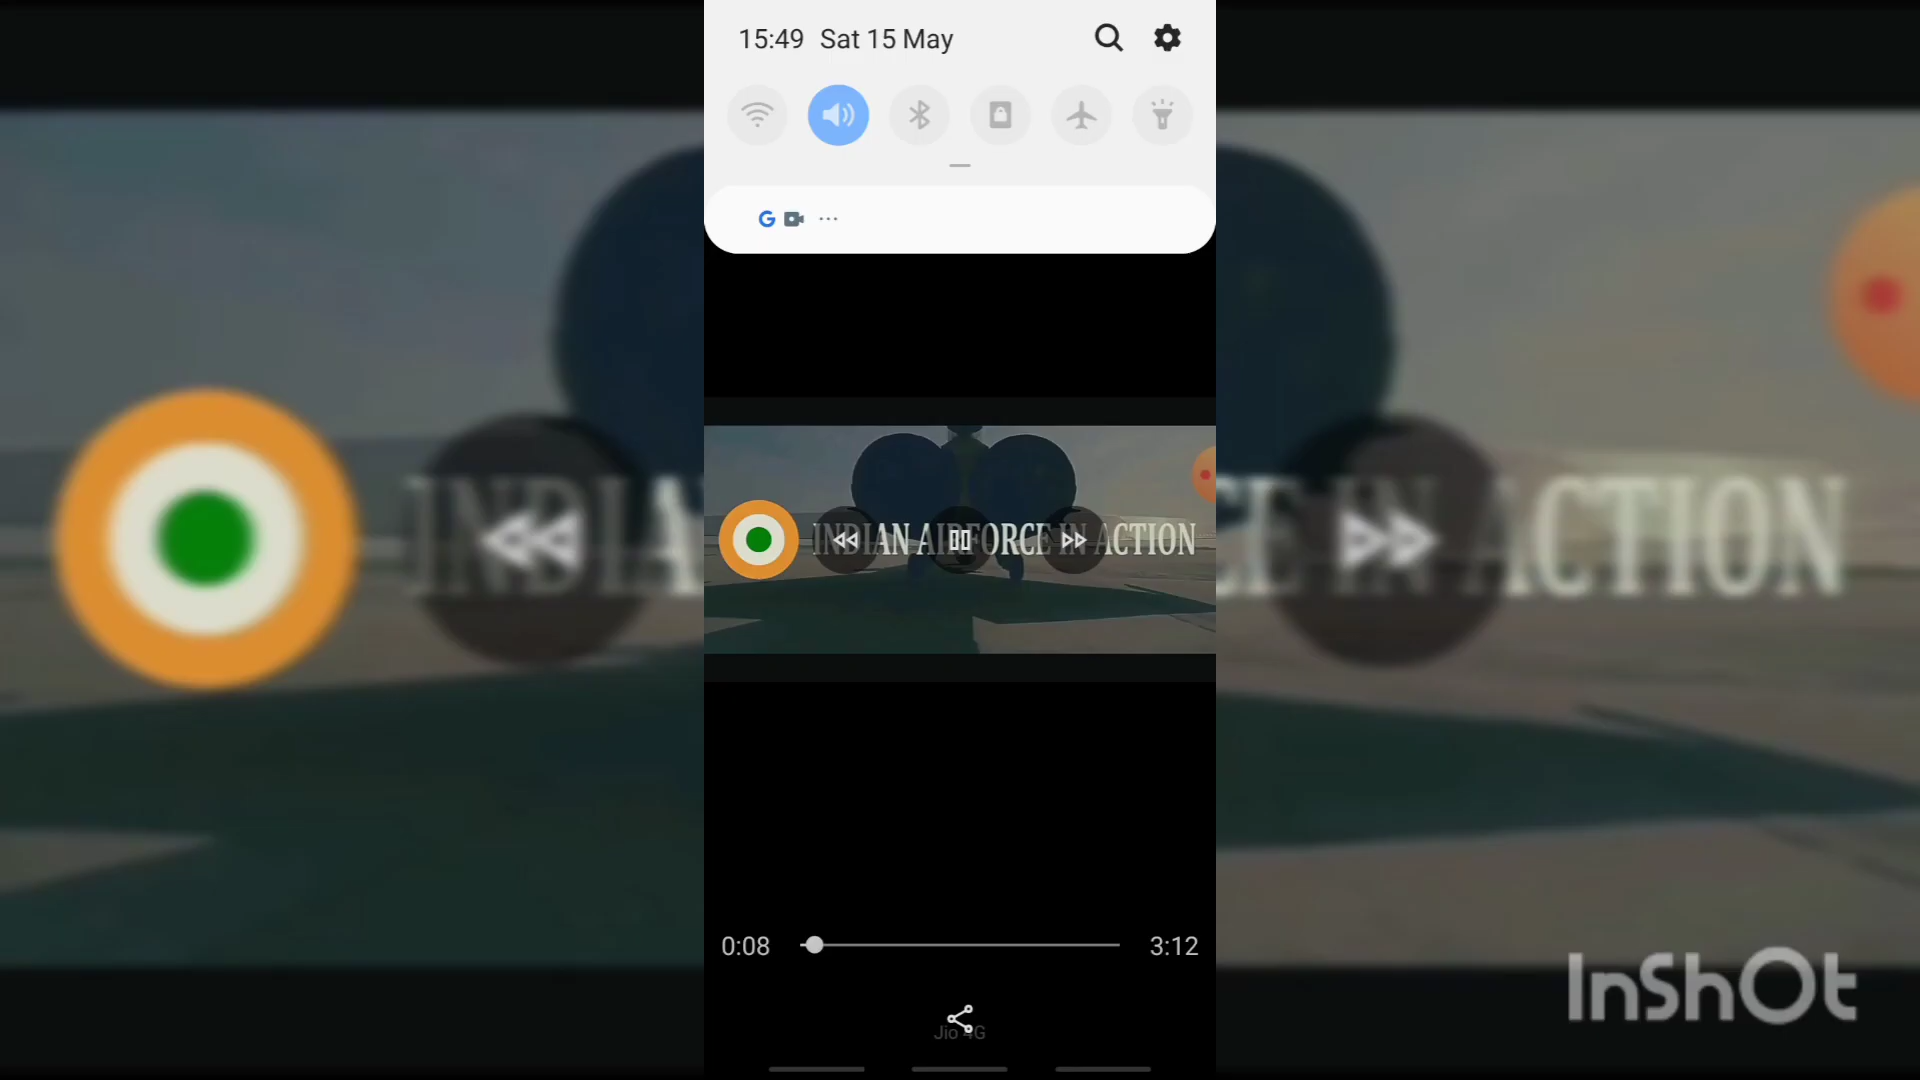 15:49 Sat 15 May
G
INDIAN AIRFORCE IN ACTION
0:08
3:12
Jio 4G
InShOt